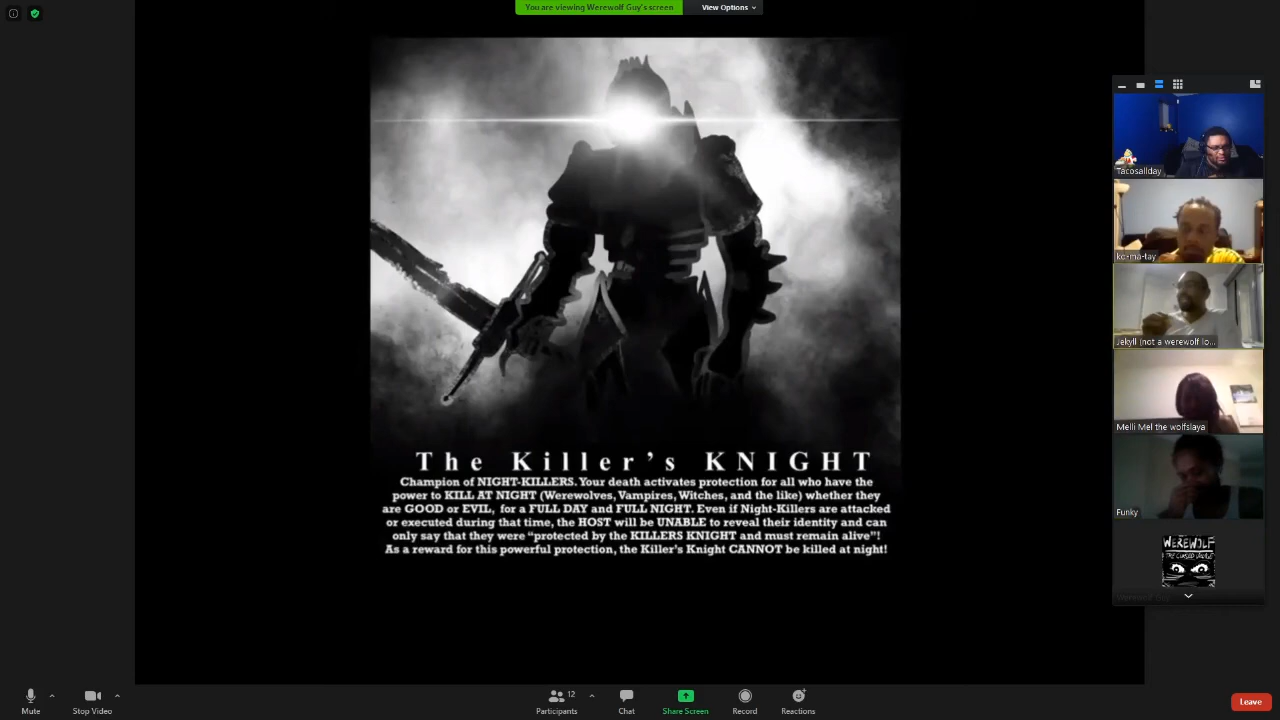 You are viewing Werewolf Guy's screen
View Options
The Killer's KNIGHT
Champion of NIGHT-KILLERS. Your death activates protection for all who have the
power to KILL AT NIGHT (Werewolves, Vampires, Witches, and the like) whether they
are GOOD or EVIL, for a FULL DAY and FULL NIGHT. Even if Night-Killers are attacked
or executed during that time, the HOST will be UNABLE to reveal their identity and can
only say that they were "protected by the KILLERS KNIGHT and must remain alive"!
As a reward for this powerful protection, the Killer's Knight CANNOT be killed at night!
Tacosallday
ko-ma-tay
Jekyll (not a werewolf lo...
Melli Mel the wolfslaya
Funky
WEREWOLF
THE CURSED VILLAGE
Werewolf Guy
Mute
Stop Video
Participants
12
Chat
Share Screen
Record
Reactions
Leave